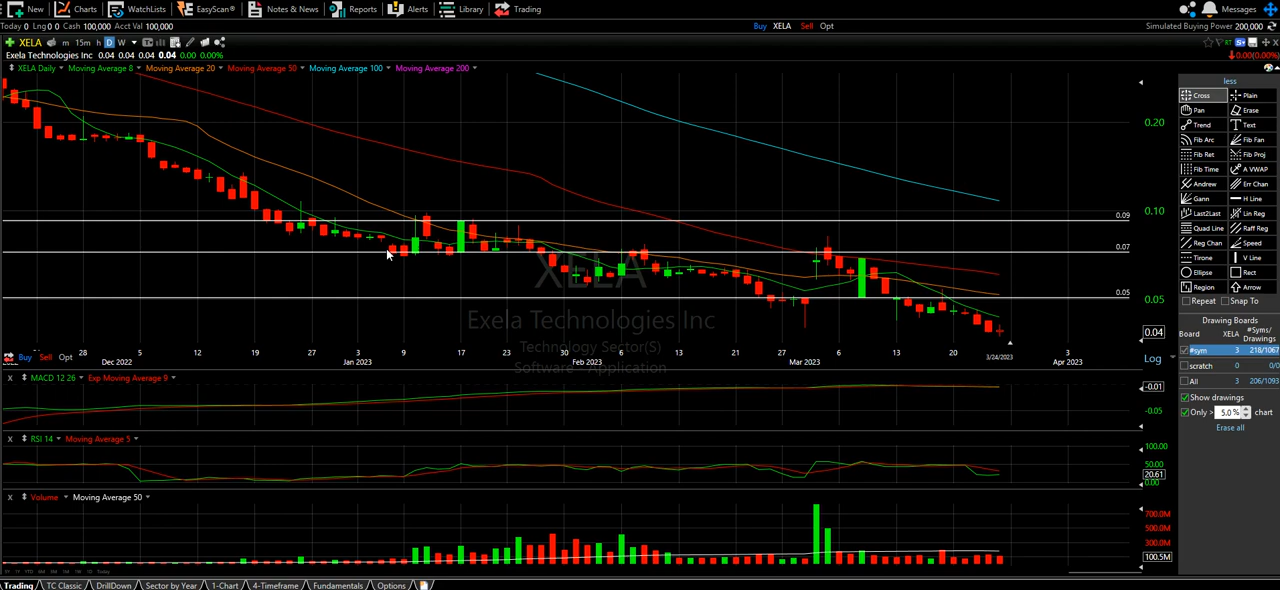 New Charts WatchLists EasyScan® Notes & News Reports Alerts Library Trading Messages
Today 0 Lng 0 0 Cash 100,000 Acct Val 100,000 Buy XELA Sell Opt Simulated Buying Power 200,000
XELA m 15m h D W
Exela Technologies Inc 0.04 0.04 0.04 0.04 0.00 0.00% 0.00(0.00%)
XELA Daily Moving Average 8 Moving Average 20 Moving Average 50 Moving Average 100 Moving Average 200
0.20
0.10
0.05
0.04
0.09
0.07
0.05
XELA
Exela Technologies Inc
Technology Sector(S)
Software - Application
Buy Sell Opt
28 5 12 19 27 3 9 17 23 30 6 13 21 27 6 13 20 3/24/2023 3
Dec 2022 Jan 2023 Feb 2023 Mar 2023 Apr 2023
Log
MACD 12 26 Exp Moving Average 9
-0.01
-0.05
RSI 14 Moving Average 5
100.00
50.00
20.61
0.00
Volume Moving Average 50
700.0M
500.0M
300.0M
100.5M
less
Cross Plain
Pan Erase
Trend Text
Fib Arc Fib Fan
Fib Ret Fib Proj
Fib Time A VWAP
Andrew Err Chan
Gann H Line
Last2Last Lin Reg
Quad Line Raff Reg
Reg Chan Speed
Tirone V Line
Ellipse Rect
Region Arrow
Repeat Snap To
Drawing Boards
Board XELA #Syms/
Drawings
#sym 3 218/1067
scratch 0 0/0
All 3 206/1093
Show drawings
Only > 5.0 % chart
Erase all
Trading TC Classic DrillDown Sector by Year 1-Chart 4-Timeframe Fundamentals Options